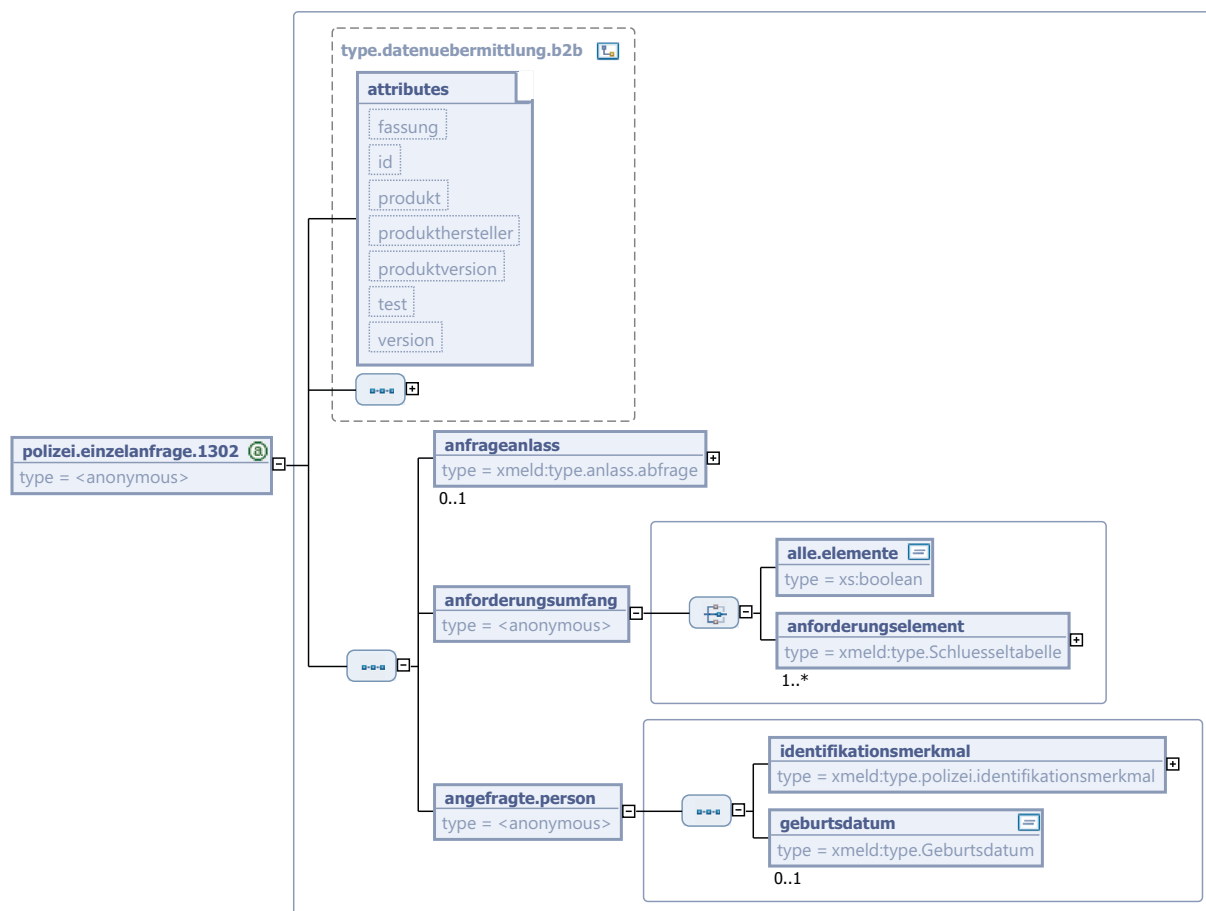 type.datenuebermittlung.b2b
attributes
fassung
id
produkt
produkthersteller
produktversion
test
version
polizei.einzelanfrage.1302 a
type = <anonymous>
anfrageanlass
type = xmeld:type.anlass.abfrage
0..1
anforderungsumfang
type = <anonymous>
alle.elemente
type = xs:boolean
anforderungselement
type = xmeld:type.Schluesseltabelle
1..*
angefragte.person
type = <anonymous>
identifikationsmerkmal
type = xmeld:type.polizei.identifikationsmerkmal
geburtsdatum
type = xmeld:type.Geburtsdatum
0..1